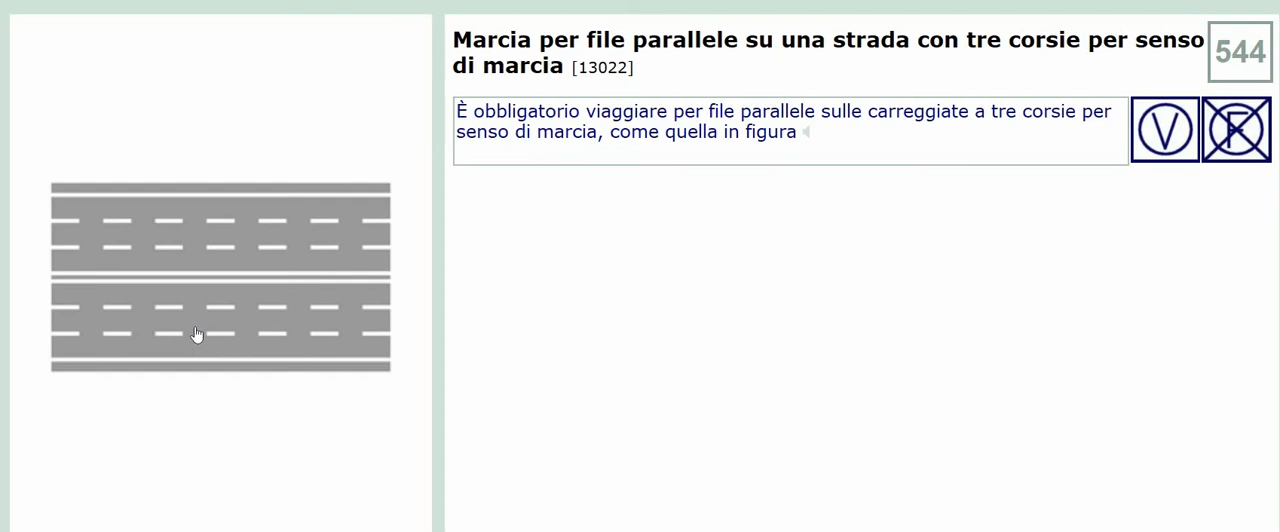 Marcia per file parallele su una strada con tre corsie per senso
di marcia [13022]
544
È obbligatorio viaggiare per file parallele sulle carreggiate a tre corsie per
senso di marcia, come quella in figura
V
F